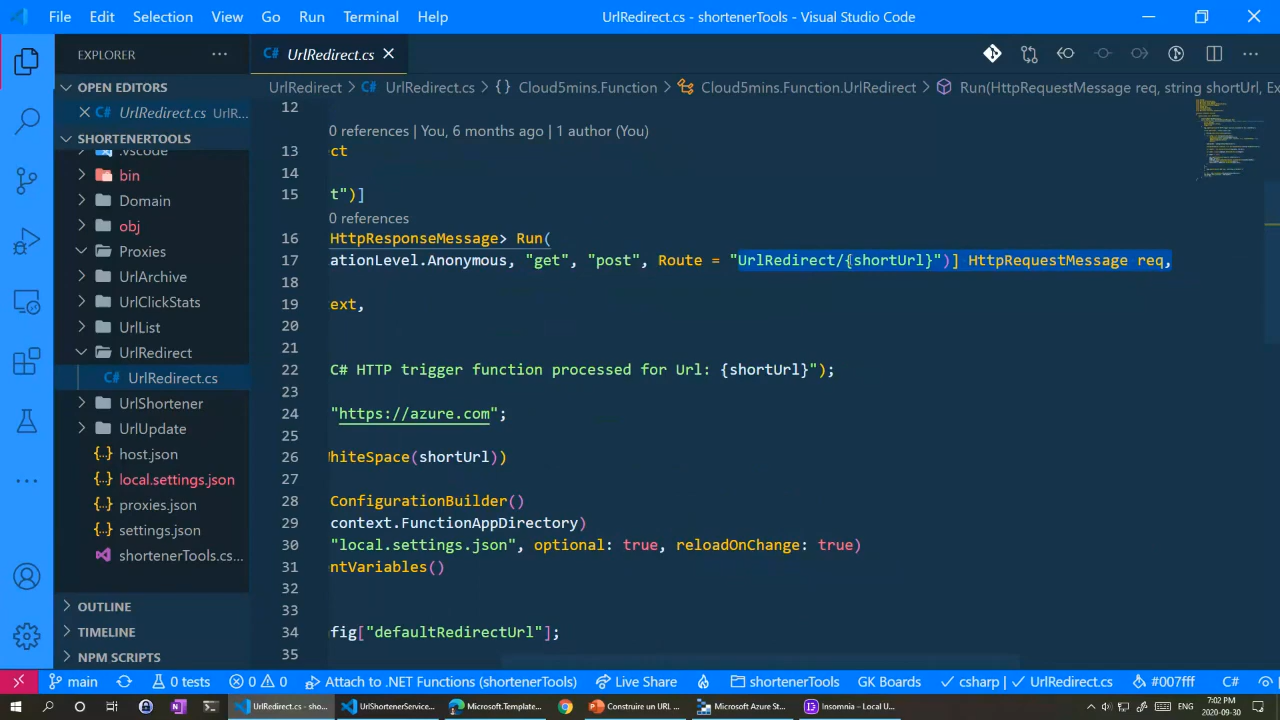 File Edit Selection View Go Run Terminal Help
UrlRedirect.cs - shortenerTools - Visual Studio Code
EXPLORER ···
C# UrlRedirect.cs
OPEN EDITORS
C# UrlRedirect.cs UrlR...
SHORTENERTOOLS
.vscode
bin
Domain
obj
Proxies
UrlArchive
UrlClickStats
UrlList
UrlRedirect
C# UrlRedirect.cs
UrlShortener
UrlUpdate
{} host.json
{} local.settings.json
{} proxies.json
{} settings.json
shortenerTools.cs...
OUTLINE
TIMELINE
NPM SCRIPTS
UrlRedirect > C# UrlRedirect.cs > {} Cloud5mins.Function > Cloud5mins.Function.UrlRedirect > Run(HttpRequestMessage req, string shortUrl, Ex
12
0 references | You, 6 months ago | 1 author (You)
13 ct
14
15 t")]
0 references
16 HttpResponseMessage> Run(
17 ationLevel.Anonymous, "get", "post", Route = "UrlRedirect/{shortUrl}")] HttpRequestMessage req,
18
19 ext,
20
21
22 C# HTTP trigger function processed for Url: {shortUrl}");
23
24 "https://azure.com";
25
26 WhiteSpace(shortUrl))
27
28 ConfigurationBuilder()
29 context.FunctionAppDirectory)
30 "local.settings.json", optional: true, reloadOnChange: true)
31 ntVariables()
32
33
34 fig["defaultRedirectUrl"];
35
main 0 tests 0 0 Attach to .NET Functions (shortenerTools) Live Share shortenerTools GK Boards csharp | UrlRedirect.cs #007fff C#
UrlRedirect.cs - sho... UrlShortenerService... Microsoft.Template... Construire un URL ... Microsoft Azure St... Insomnia – Local U...
7:02 PM
2020-09-30